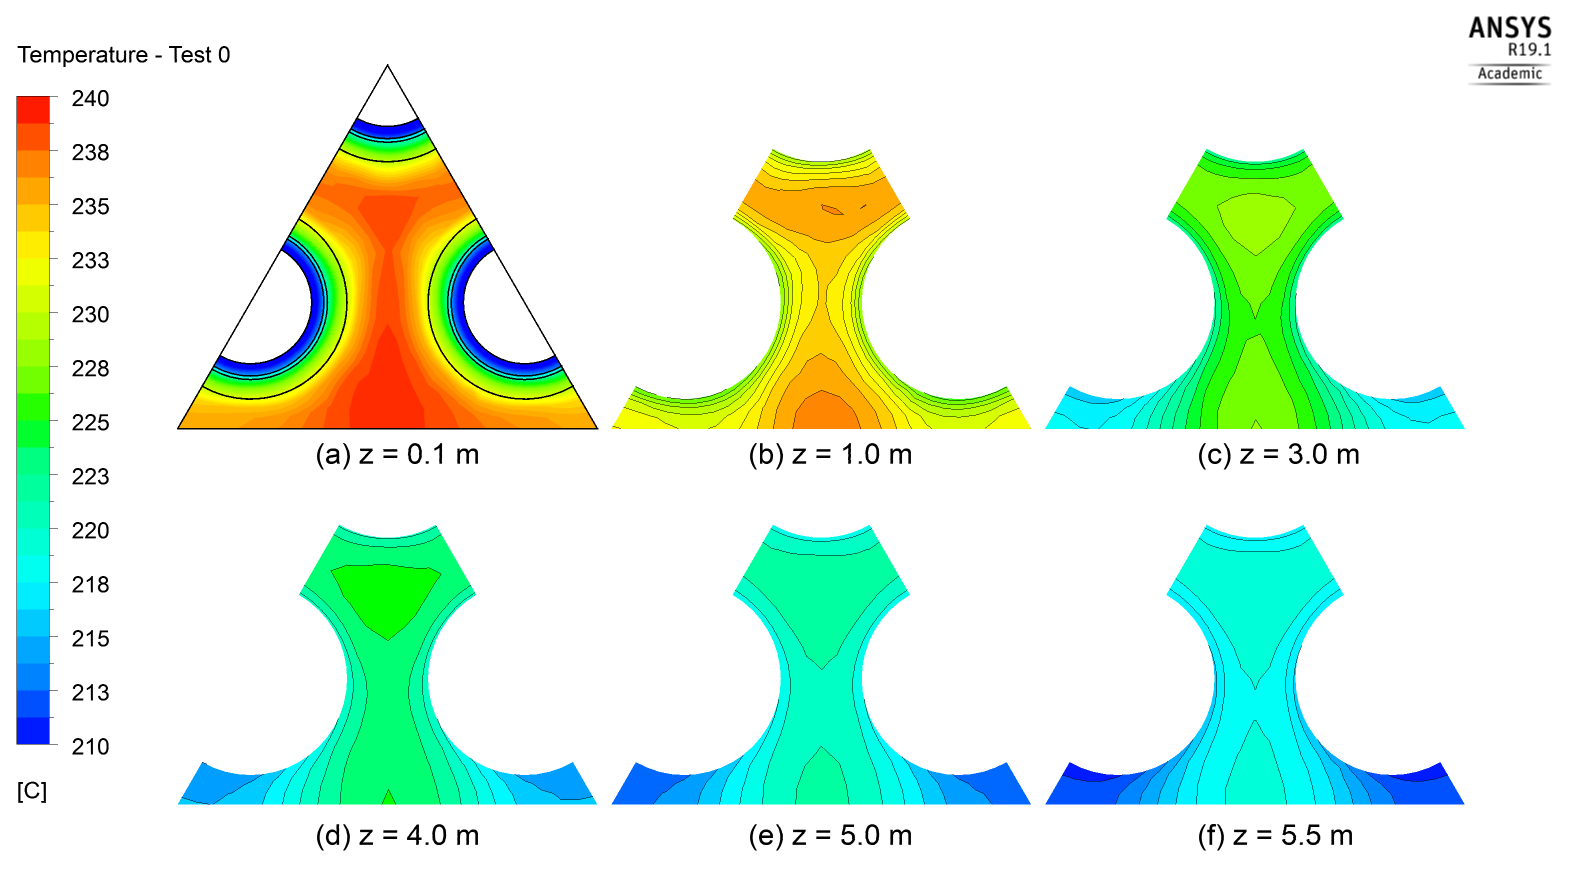 ANSYS
R19.1
Academic
Temperature - Test 0
240
238
235
233
230
228
225
223
220
218
215
213
210
[C]
(a) z = 0.1 m
(b) z = 1.0 m
(c) z = 3.0 m
(d) z = 4.0 m
(e) z = 5.0 m
(f) z = 5.5 m